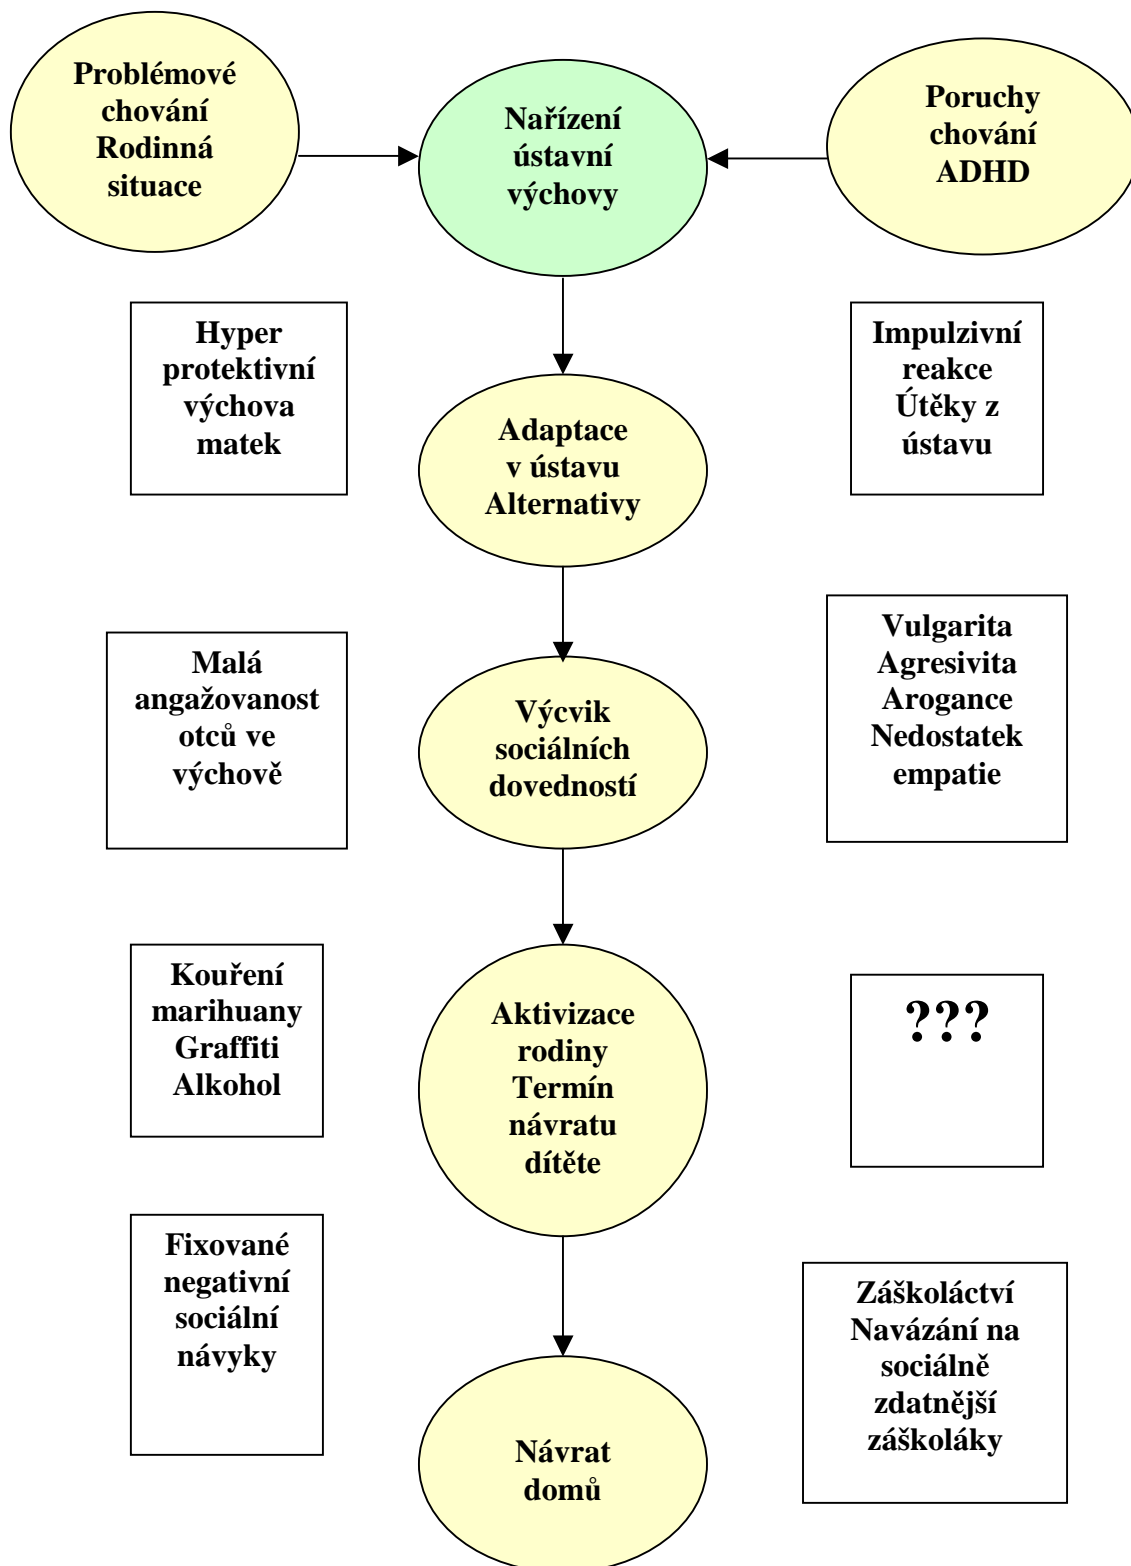 Problémové
chování
Rodinná
situace
Nařízení
ústavní
výchovy
Poruchy
chování
ADHD
Hyper
protektivní
výchova
matek
Adaptace
v ústavu
Alternativy
Impulzivní
reakce
Útěky z
ústavu
Malá
angažovanost
otců ve
výchově
Výcvik
sociálních
dovedností
Vulgarita
Agresivita
Arogance
Nedostatek
empatie
Kouření
marihuany
Graffiti
Alkohol
Aktivizace
rodiny
Termín
návratu
dítěte
???
Fixované
negativní
sociální
návyky
Návrat
domů
Záškoláctví
Navázání na
sociálně
zdatnější
záškoláky